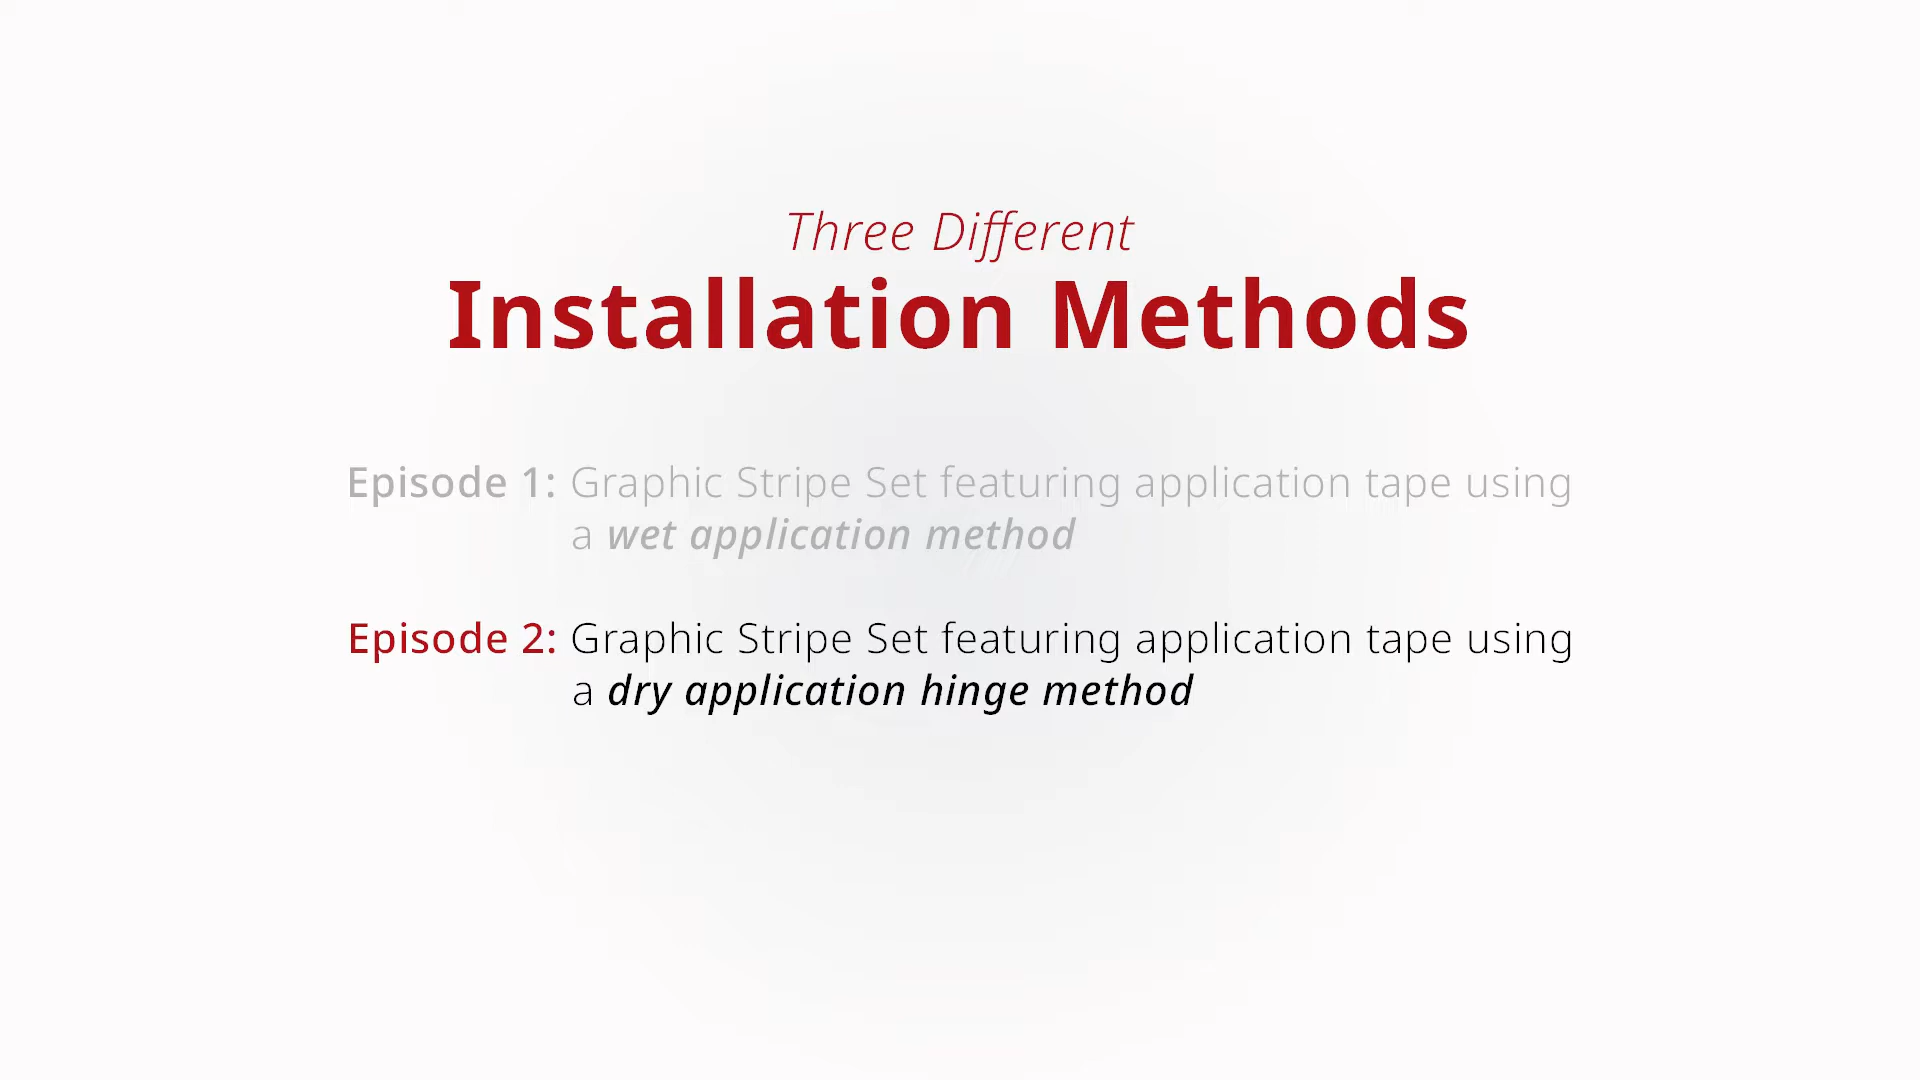 Three Different
Installation Methods
Episode 1: Graphic Stripe Set featuring application tape using
a wet application method
Episode 2: Graphic Stripe Set featuring application tape using
a dry application hinge method